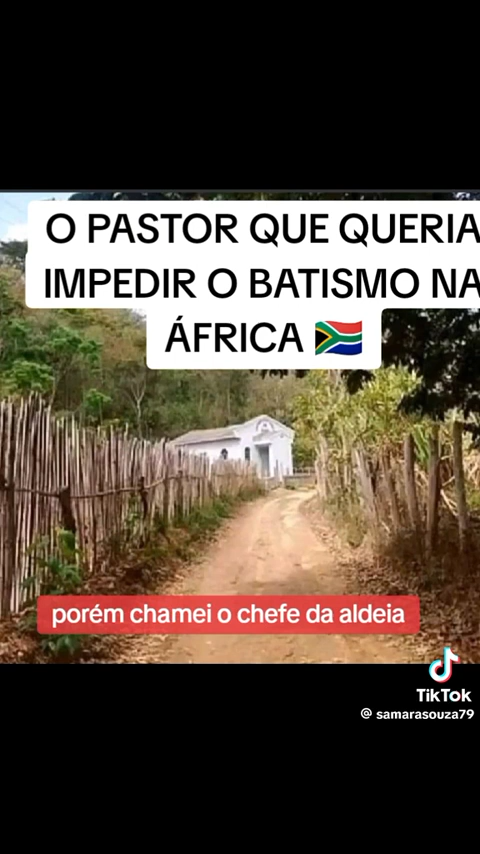 O PASTOR QUE QUERIA
IMPEDIR O BATISMO NA
ÁFRICA 🇿🇦
porém chamei o chefe da aldeia
TikTok
@ samarasouza79